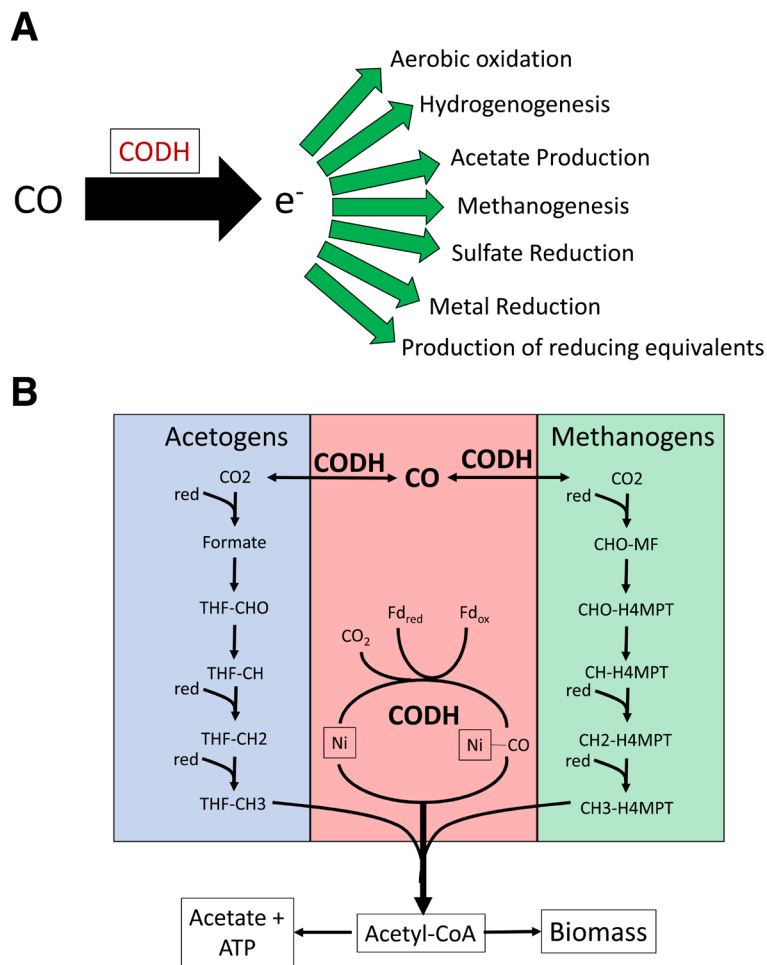 A
Aerobic oxidation
Hydrogenogenesis
CODH
Acetate Production
CO
e-
Methanogenesis
Sulfate Reduction
Metal Reduction
Production of reducing equivalents
B
Acetogens
Methanogens
CODH
CO
CODH
CO2
red
Formate
THF-CHO
THF-CH
red
THF-CH2
red
THF-CH3
CO2
Fdred
Fdox
CODH
Ni
Ni
CO
CO2
red
CHO-MF
CHO-H4MPT
CH-H4MPT
red
CH2-H4MPT
red
CH3-H4MPT
Acetate +
ATP
Acetyl-CoA
Biomass